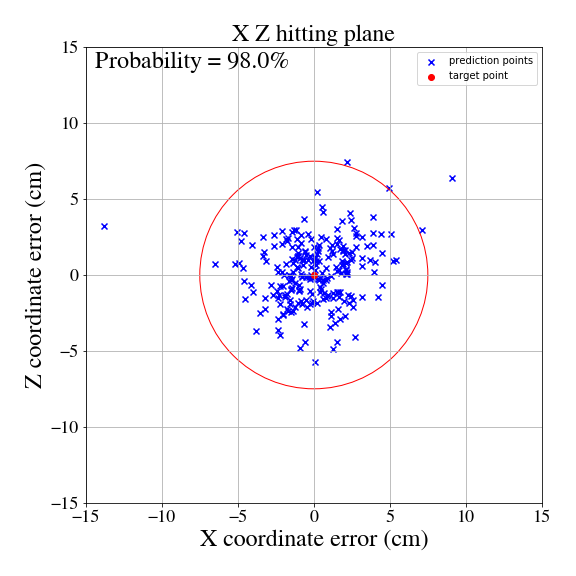 X Z hitting plane
Probability = 98.0%
prediction points
target point
15
10
5
0
−5
−10
−15
Z coordinate error (cm)
−15
−10
−5
0
5
10
15
X coordinate error (cm)